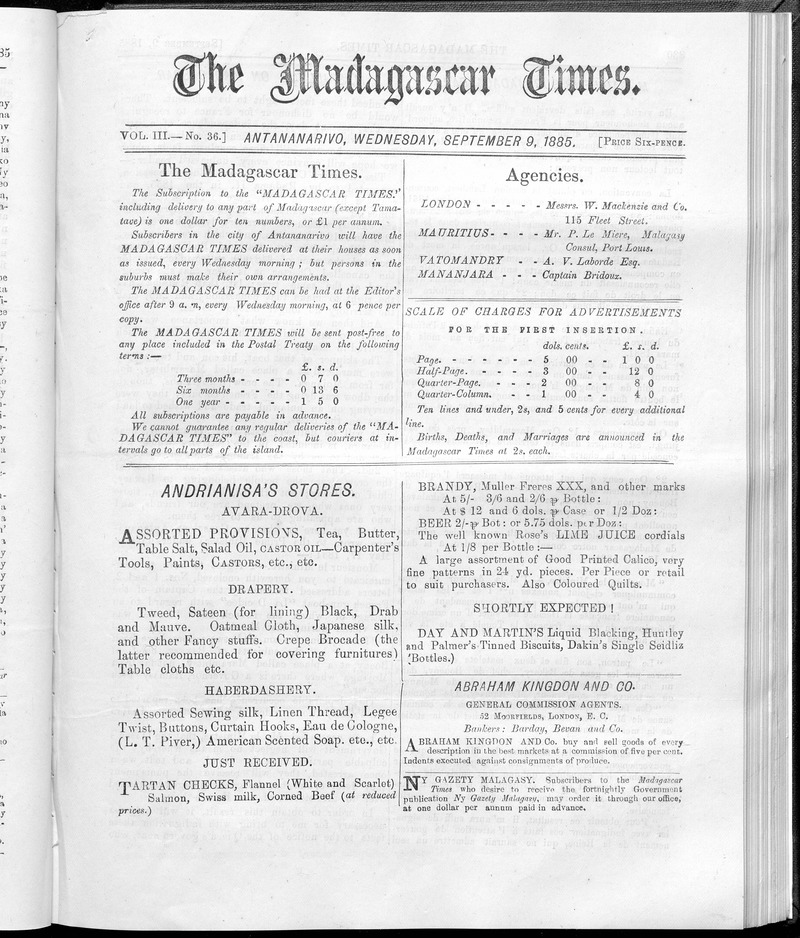 The Madagascar Times.
VOL. III.— No. 36.] ANTANANARIVO, WEDNESDAY, SEPTEMBER 9, 1885. [PRICE SIX-PENCE.
The Madagascar Times.
The Subscription to the "MADAGASCAR TIMES."
including delivery to any part of Madagascar (except Tama-
tave) is one dollar for ten numbers, or £1 per annum.
Subscribers in the city of Antananarivo will have the
MADAGASCAR TIMES delivered at their houses as soon
as issued, every Wednesday morning ; but persons in the
suburbs must make their own arrangements.
The MADAGASCAR TIMES can be had at the Editor's
office after 9 a. m, every Wednesday morning, at 6 pence per
copy.
The MADAGASCAR TIMES will be sent post-free to
any place included in the Postal Treaty on the following
terms :—
£. s. d.
Three months - - - - 0 7 0
Six months - - - - - 0 13 6
One year - - - - - 1 5 0
All subscriptions are payable in advance.
We cannot guarantee any regular deliveries of the "MA-
DAGASCAR TIMES" to the coast, but couriers at in-
tervals go to all parts of the island.
Agencies.
LONDON - - - - - Messrs. W. Mackenzie and Co.
115 Fleet Street.
MAURITIUS- - - - Mr. P. Le Miere, Malagasy
Consul, Port Louis.
VATOMANDRY - - A. V. Laborde Esq.
MANANJARA - - - Captain Bridoux.
SCALE OF CHARGES FOR ADVERTISEMENTS
FOR THE FIRST INSERTION.
dols. cents. £. s. d.
Page. - - - - - - 5 00 - - 1 0 0
Half-Page. - - - - 3 00 - - 12 0
Quarter-Page. - - - 2 00 - - 8 0
Quarter-Column. - - 1 00 - - 4 0
Ten lines and under, 2s, and 5 cents for every additional
line.
Births, Deaths, and Marriages are announced in the
Madagascar Times at 2s. each.
ANDRIANISA'S STORES.
AVARA-DROVA.
ASSORTED PROVISIONS, Tea, Butter,
Table Salt, Salad Oil, CASTOR OIL—Carpenter's
Tools, Paints, CASTORS, etc., etc.
DRAPERY.
Tweed, Sateen (for lining) Black, Drab
and Mauve. Oatmeal Cloth, Japanese silk,
and other Fancy stuffs. Crepe Brocade (the
latter recommended for covering furnitures)
Table cloths etc.
HABERDASHERY.
Assorted Sewing silk, Linen Thread, Legee
Twist, Buttons, Curtain Hooks, Eau de Cologne,
(L. T. Piver,) American Scented Soap. etc., etc.
JUST RECEIVED.
TARTAN CHECKS, Flannel (White and Scarlet)
Salmon, Swiss milk, Corned Beef (at reduced
prices.)
BRANDY, Muller Freres XXX, and other marks
At 5/- 3/6 and 2/6 ℘ Bottle :
At $ 12 and 6 dols. ℘ Case or 1/2 Doz :
BEER 2/- ℘ Bot : or 5.75 dols. per Doz :
The well known Rose's LIME JUICE cordials
At 1/8 per Bottle :—
A large assortment of Good Printed Calico, very
fine patterns in 24 yd. pieces. Per Piece or retail
to suit purchasers. Also Coloured Quilts.
SHORTLY EXPECTED !
DAY AND MARTIN'S Liquid Blacking, Huntley
and Palmer's Tinned Biscuits, Dakin's Single Seidliz
(Bottles.)
ABRAHAM KINGDON AND CO.
GENERAL COMMISSION AGENTS.
52 MOORFIELDS, LONDON, E. C.
Bankers : Barclay, Bevan and Co.
ABRAHAM KINGDON AND Co. buy and sell goods of every
description in the best markets at a commission of five per cent.
Indents executed against consignments of produce.
NY GAZETY MALAGASY. Subscribers to the Madagascar
Times who desire to receive the fortnightly Government
publication Ny Gazety Malagasy, may order it through our office,
at one dollar per annum paid in advance.